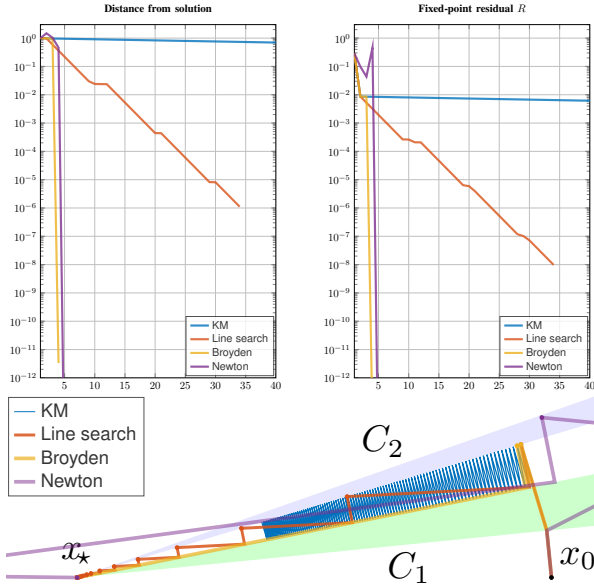 Distance from solution
10^0
10^-1
10^-2
10^-3
10^-4
10^-5
10^-6
10^-7
10^-8
10^-9
10^-10
10^-11
10^-12
5 10 15 20 25 30 35 40
KM
Line search
Broyden
Newton
Fixed-point residual R
10^0
10^-1
10^-2
10^-3
10^-4
10^-5
10^-6
10^-7
10^-8
10^-9
10^-10
10^-11
10^-12
5 10 15 20 25 30 35 40
KM
Line search
Broyden
Newton
KM
Line search
Broyden
Newton
C_2
x_⋆
C_1
x_0